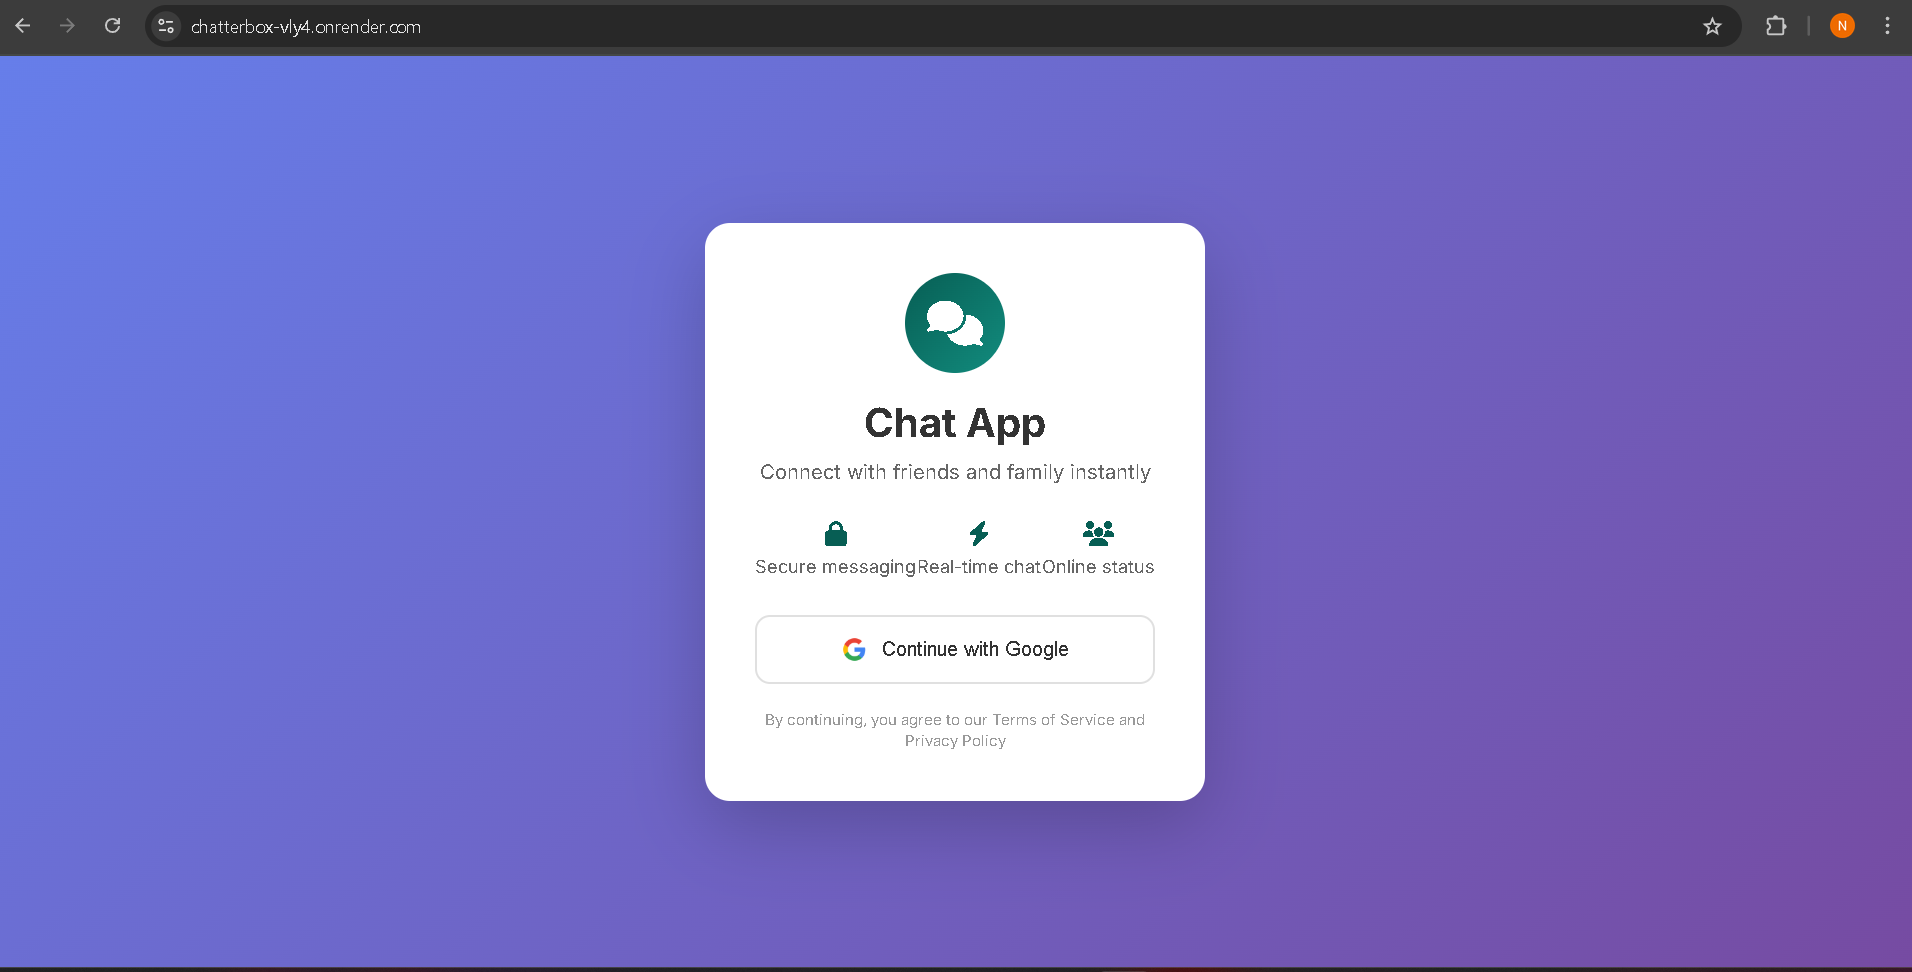 chatterbox-vly4.onrender.com
N
Chat App
Connect with friends and family instantly
Secure messaging Real-time chat Online status
Continue with Google
By continuing, you agree to our Terms of Service and
Privacy Policy